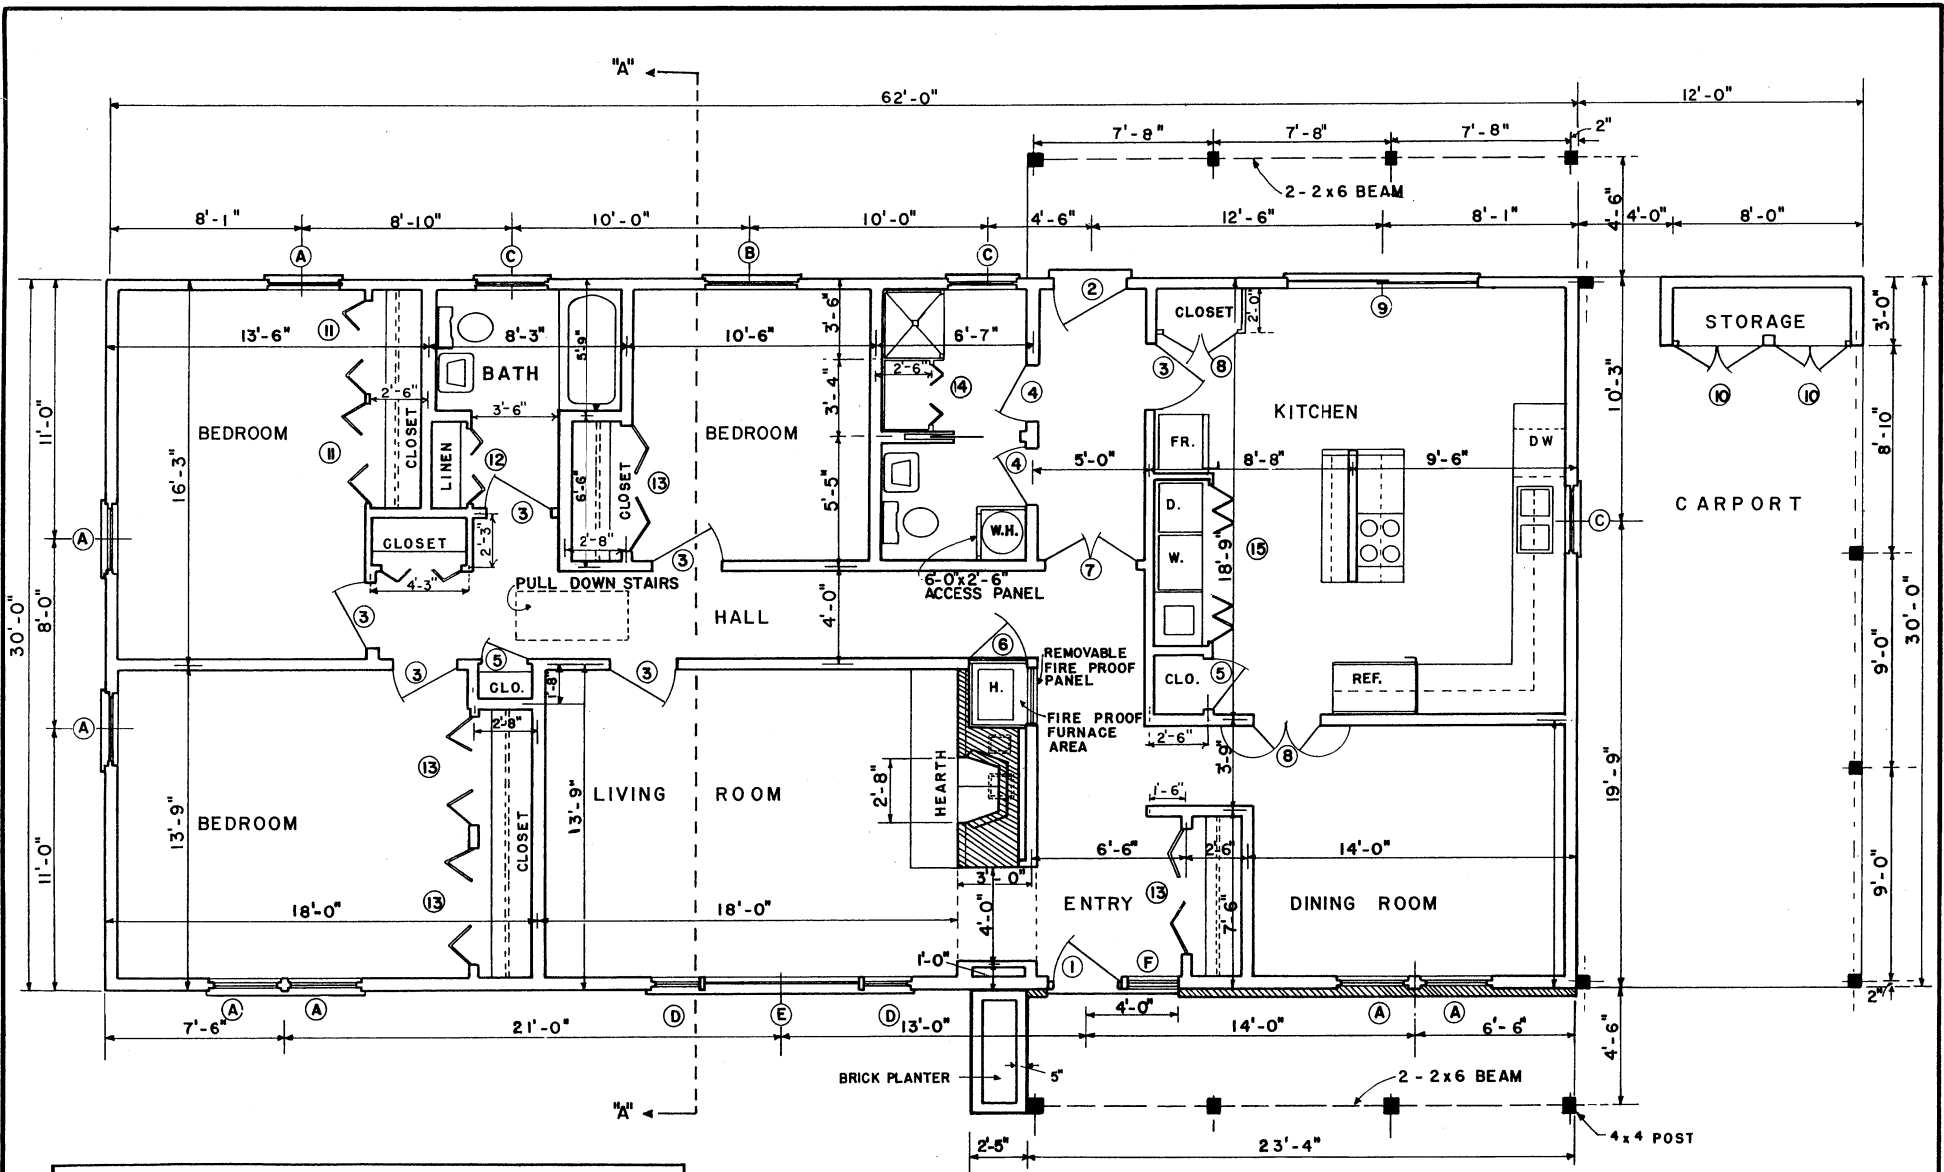 "A"
62'-0"
12'-0"
7'-8"
7'-8"
7'-8"
2"
2-2x6 BEAM
8'-1"
8'-10"
10'-0"
10'-0"
4'-6"
12'-6"
8'-1"
4'-6"
4'-0"
8'-0"
A
C
B
C
2
9
CLOSET
2'-0"
STORAGE
3'-0"
11
13'-6"
8'-3"
5'-9"
10'-6"
3'-6"
6'-7"
3
8
BATH
2'-6"
14
4
10
10
2'-6"
3'-6"
3'-4"
10'-3"
11'-0"
BEDROOM
11
CLOSET
LINEN
12
BEDROOM
KITCHEN
FR.
DW
8'-10"
16'-3"
6'-6"
CLOSET
13
5'-5"
4
5'-0"
8'-8"
9'-6"
CARPORT
A
3
D.
C
CLOSET
2'-3"
2'-8"
3
W.H.
W.
18'-9"
15
4'-3"
PULL DOWN STAIRS
6-0"x2'-6"
ACCESS PANEL
7
30'-0"
8'-0"
3
HALL
4'-0"
9'-0"
30'-0"
6
REMOVABLE
FIRE PROOF
PANEL
3
5
CLO.
1'-8"
3
H.
CLO.
5
REF.
A
2'-8"
FIRE PROOF
FURNACE
AREA
2'-6"
3'-9"
8
13
2'-8"
HEARTH
1'-6"
13'-9"
BEDROOM
CLOSET
13'-9"
LIVING ROOM
19'-9"
11'-0"
6'-6"
2'-6"
14'-0"
9'-0"
3'-0"
13
18'-0"
18'-0"
4'-0"
ENTRY
13
7'-6"
DINING ROOM
1'-0"
1
F
2"
A
A
D
E
D
4'-0"
A
A
7'-6"
21'-0"
13'-0"
14'-0"
6'-6"
4'-6"
BRICK PLANTER
5"
2-2x6 BEAM
"A"
4x4 POST
2'-5"
23'-4"